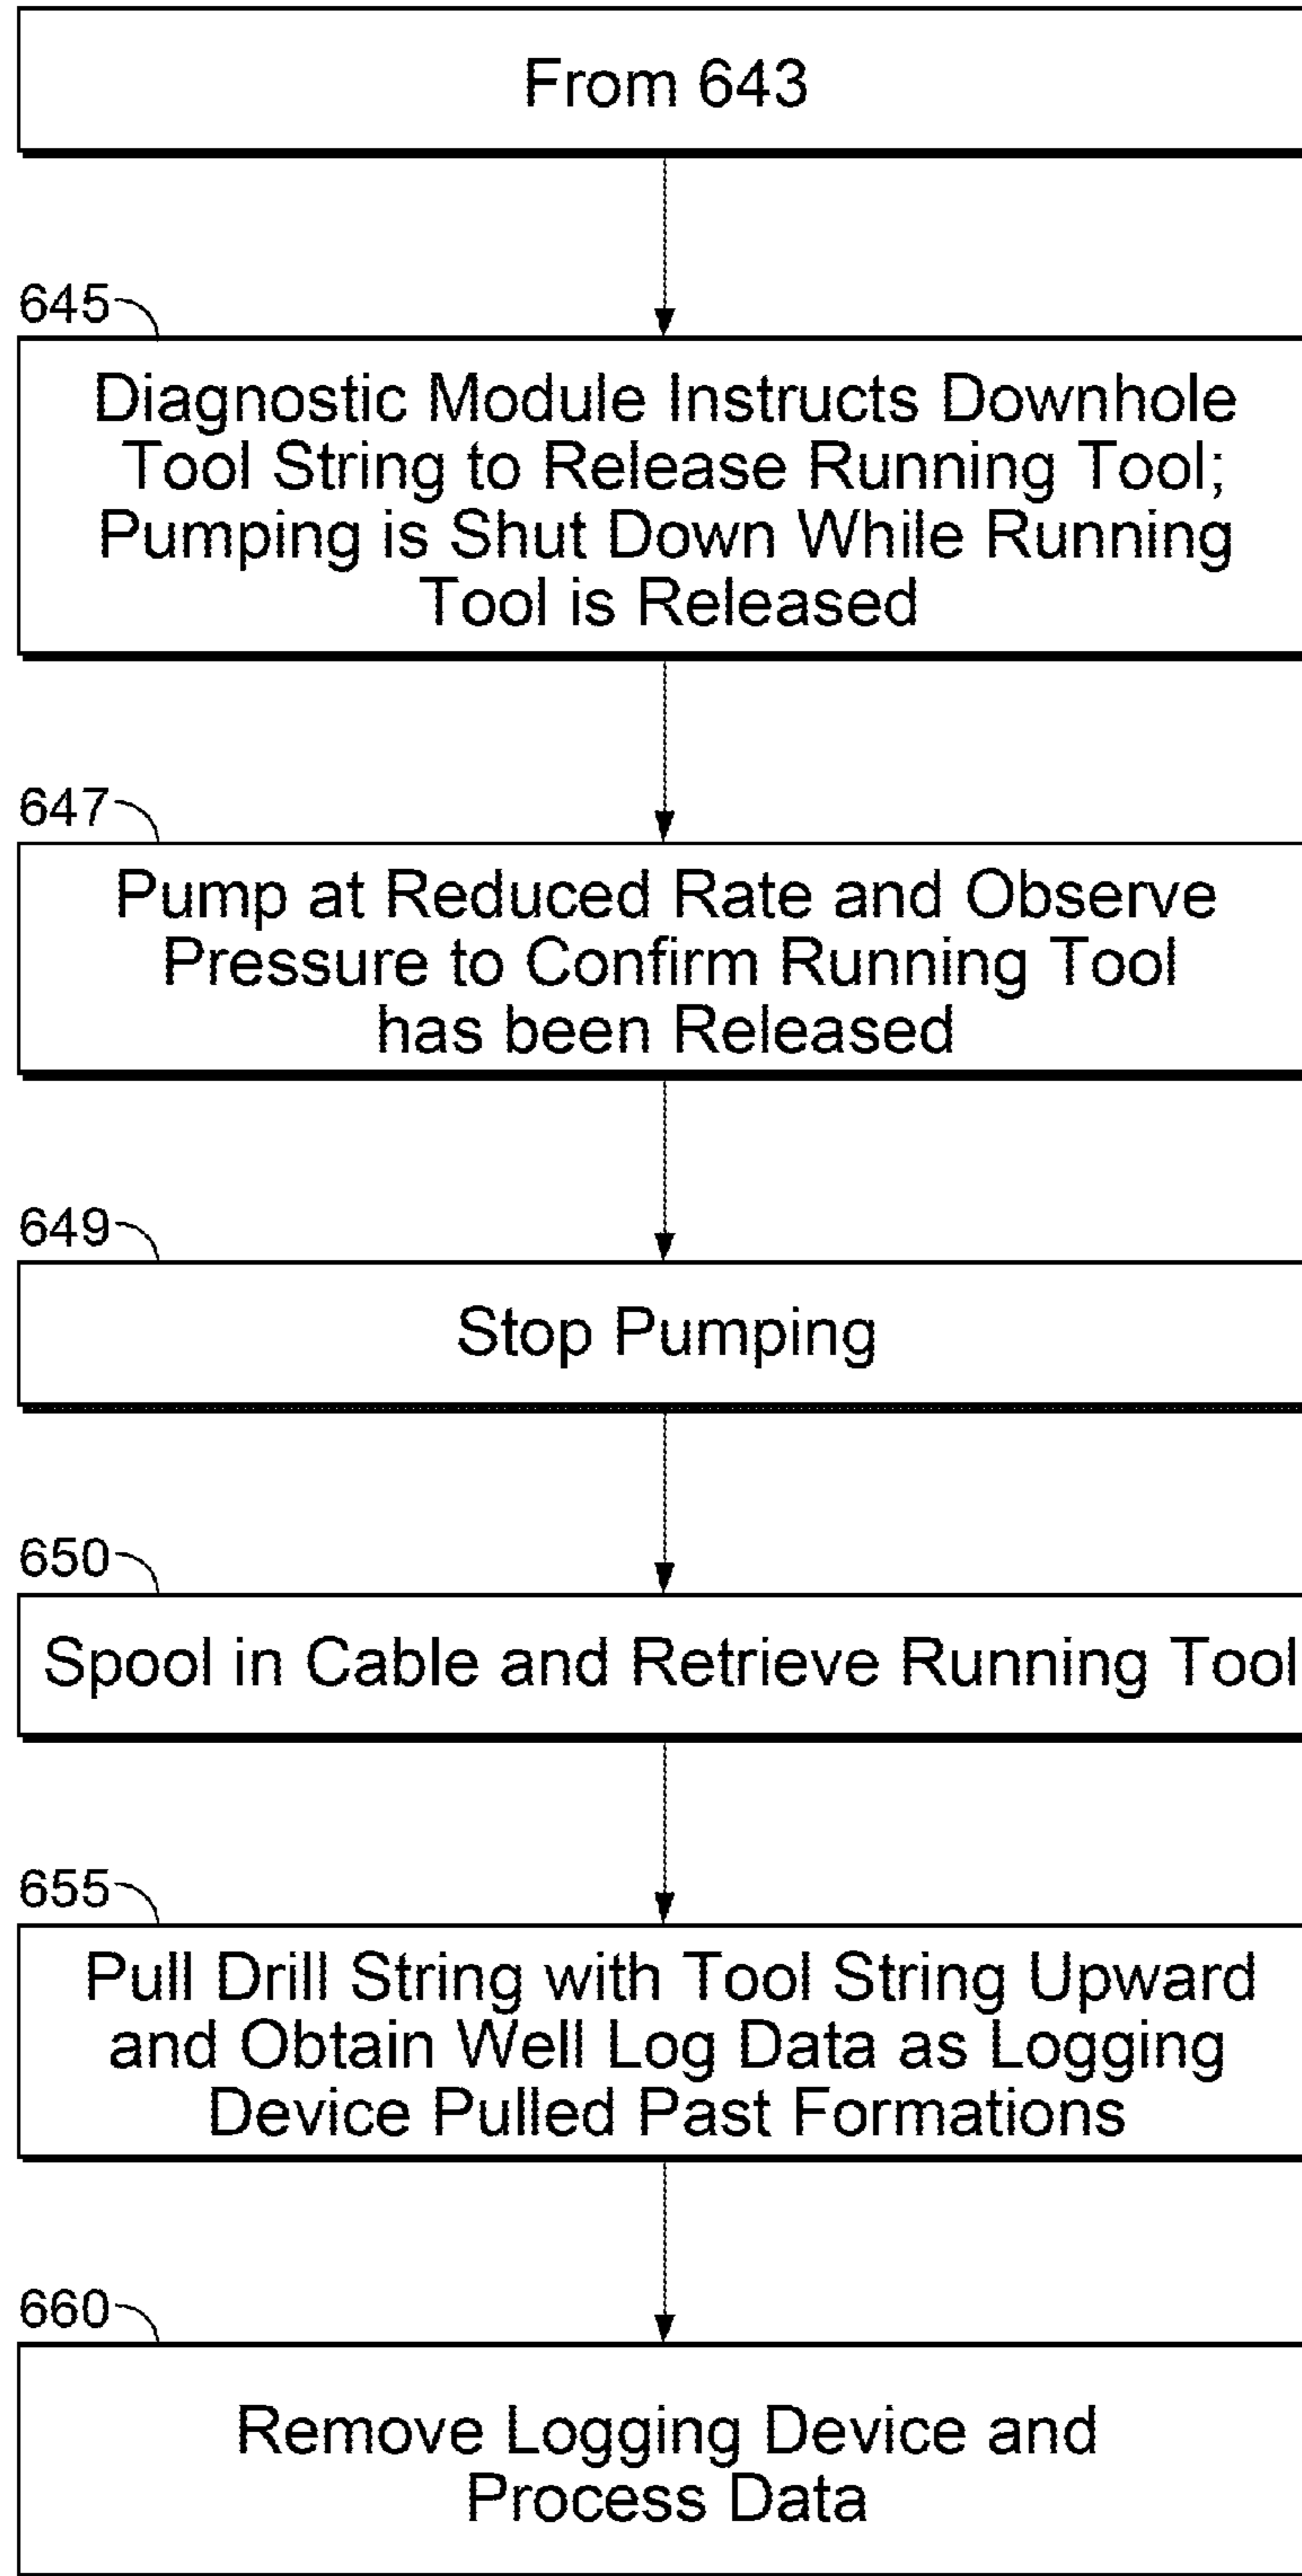 From 643
645
Diagnostic Module Instructs Downhole
Tool String to Release Running Tool;
Pumping is Shut Down While Running
Tool is Released
647
Pump at Reduced Rate and Observe
Pressure to Confirm Running Tool
has been Released
649
Stop Pumping
650
Spool in Cable and Retrieve Running Tool
655
Pull Drill String with Tool String Upward
and Obtain Well Log Data as Logging
Device Pulled Past Formations
660
Remove Logging Device and
Process Data